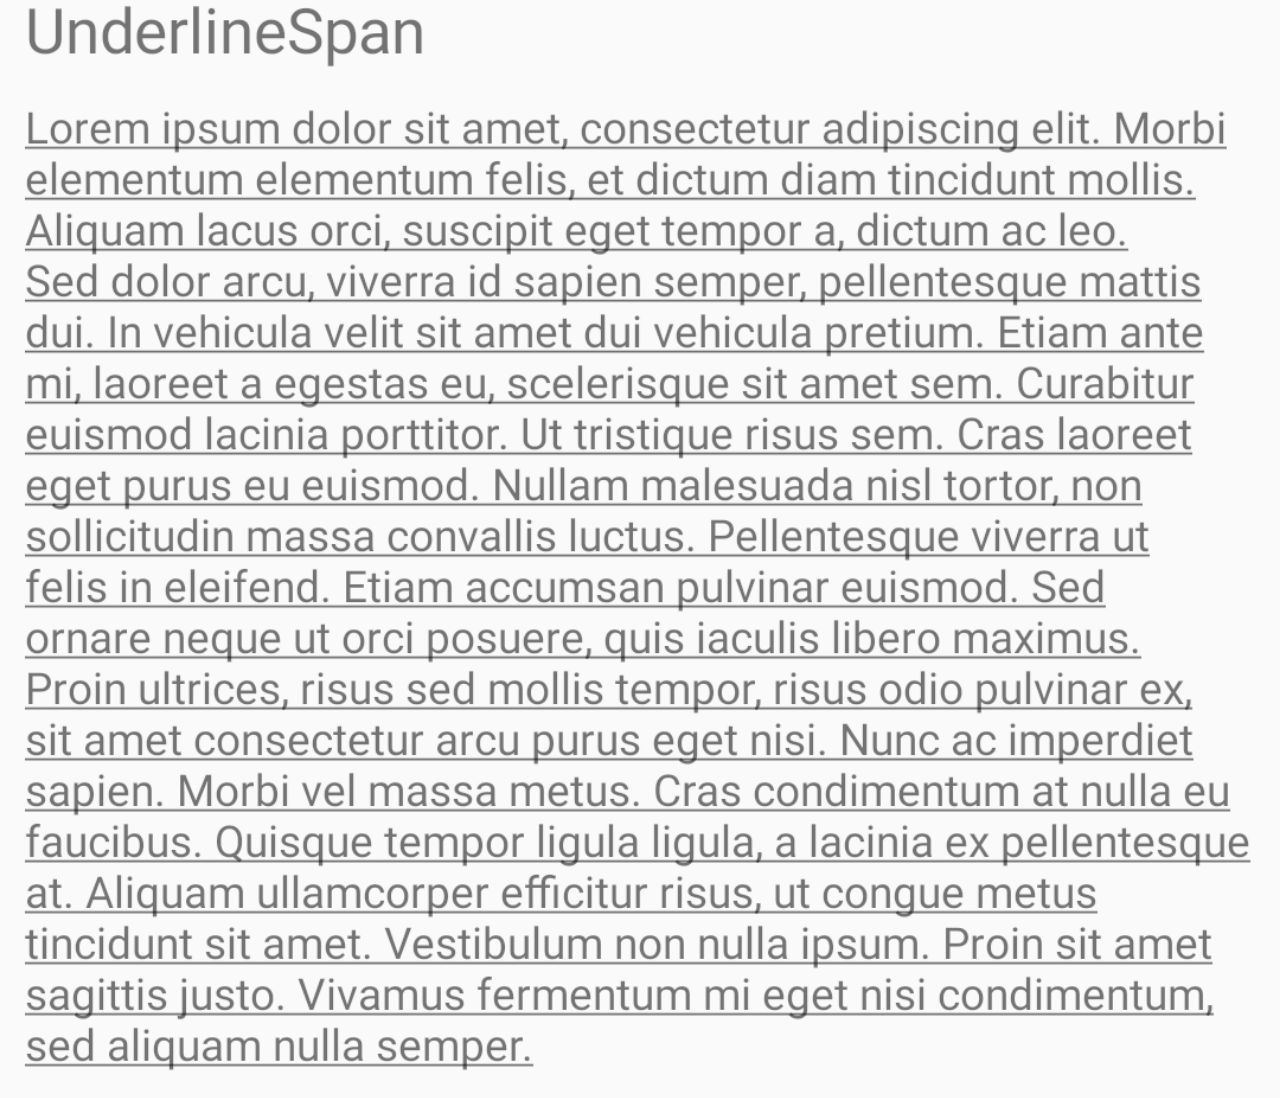 UnderlineSpan
Lorem ipsum dolor sit amet, consectetur adipiscing elit. Morbi
elementum elementum felis, et dictum diam tincidunt mollis.
Aliquam lacus orci, suscipit eget tempor a, dictum ac leo.
Sed dolor arcu, viverra id sapien semper, pellentesque mattis
dui. In vehicula velit sit amet dui vehicula pretium. Etiam ante
mi, laoreet a egestas eu, scelerisque sit amet sem. Curabitur
euismod lacinia porttitor. Ut tristique risus sem. Cras laoreet
eget purus eu euismod. Nullam malesuada nisl tortor, non
sollicitudin massa convallis luctus. Pellentesque viverra ut
felis in eleifend. Etiam accumsan pulvinar euismod. Sed
ornare neque ut orci posuere, quis iaculis libero maximus.
Proin ultrices, risus sed mollis tempor, risus odio pulvinar ex,
sit amet consectetur arcu purus eget nisi. Nunc ac imperdiet
sapien. Morbi vel massa metus. Cras condimentum at nulla eu
faucibus. Quisque tempor ligula ligula, a lacinia ex pellentesque
at. Aliquam ullamcorper efficitur risus, ut congue metus
tincidunt sit amet. Vestibulum non nulla ipsum. Proin sit amet
sagittis justo. Vivamus fermentum mi eget nisi condimentum,
sed aliquam nulla semper.